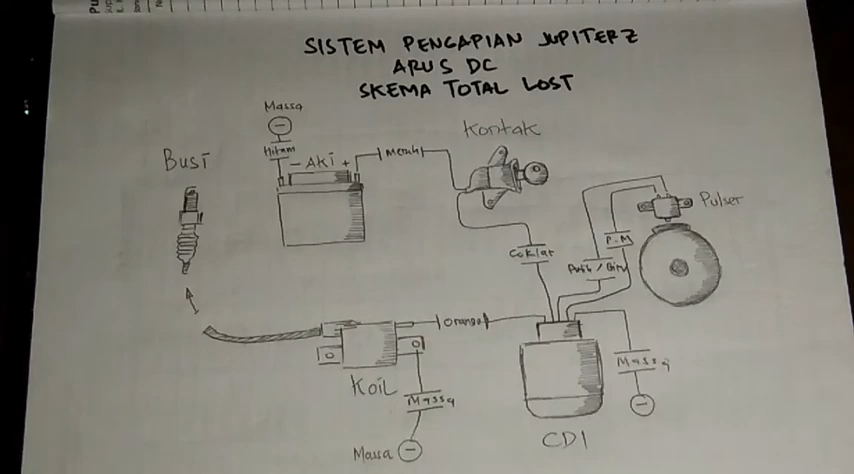 SISTEM PENGAPIAN JUPITERZ
ARUS DC
SKEMA TOTAL LOST
Massa
Hitam
- AKi +
Merah
Kontak
Busi
Pulser
P-M
Coklat
Putih / Biru
Orange
Massa
Koil
Massa
Massa
CDI